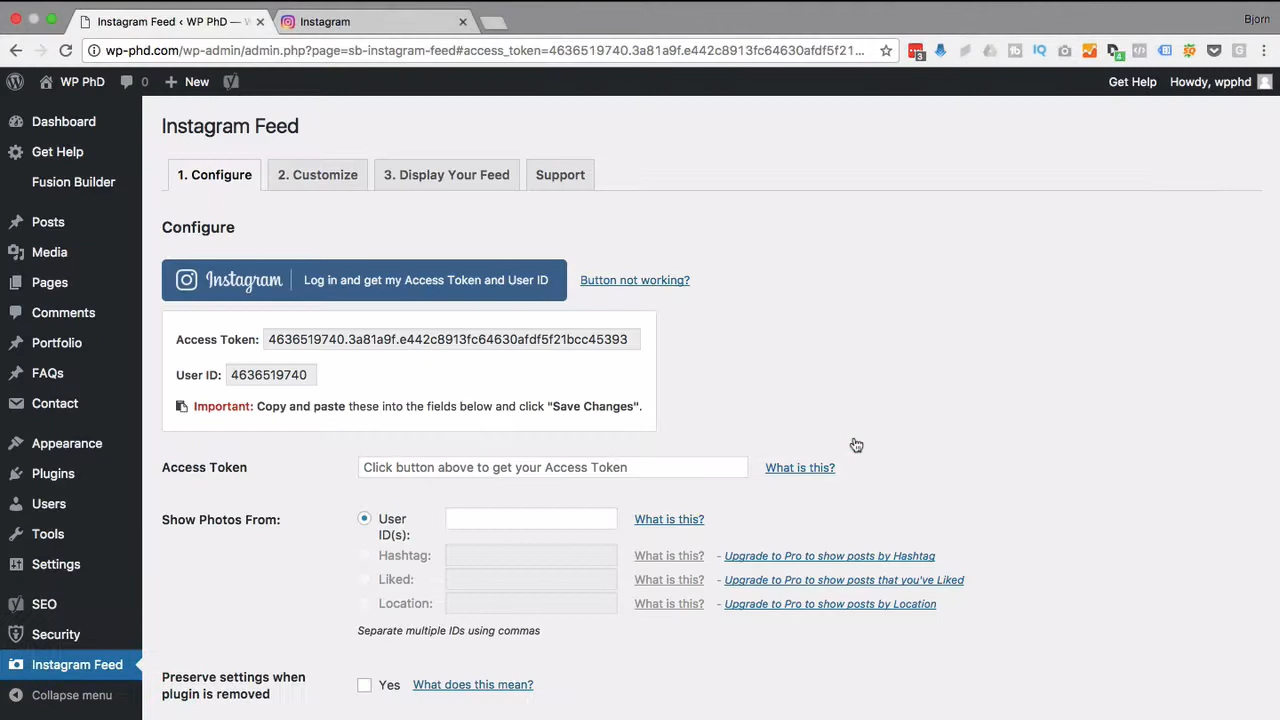 Instagram Feed ‹ WP PhD —
Instagram
Bjorn
wp-phd.com/wp-admin/admin.php?page=sb-instagram-feed#access_token=4636519740.3a81a9f.e442c8913fc64630afdf5f21...
3
4
WP PhD
0
New
Get Help
Howdy, wpphd
Dashboard
Get Help
Fusion Builder
Posts
Media
Pages
Comments
Portfolio
FAQs
Contact
Appearance
Plugins
Users
Tools
Settings
SEO
Security
Instagram Feed
Collapse menu
Instagram Feed
1. Configure
2. Customize
3. Display Your Feed
Support
Configure
Instagram
Log in and get my Access Token and User ID
Button not working?
Access Token: 4636519740.3a81a9f.e442c8913fc64630afdf5f21bcc45393
User ID: 4636519740
Important: Copy and paste these into the fields below and click "Save Changes".
Access Token
Click button above to get your Access Token
What is this?
Show Photos From:
User
ID(s):
What is this?
Hashtag:
What is this?
- Upgrade to Pro to show posts by Hashtag
Liked:
What is this?
- Upgrade to Pro to show posts that you've Liked
Location:
What is this?
- Upgrade to Pro to show posts by Location
Separate multiple IDs using commas
Preserve settings when
plugin is removed
Yes
What does this mean?